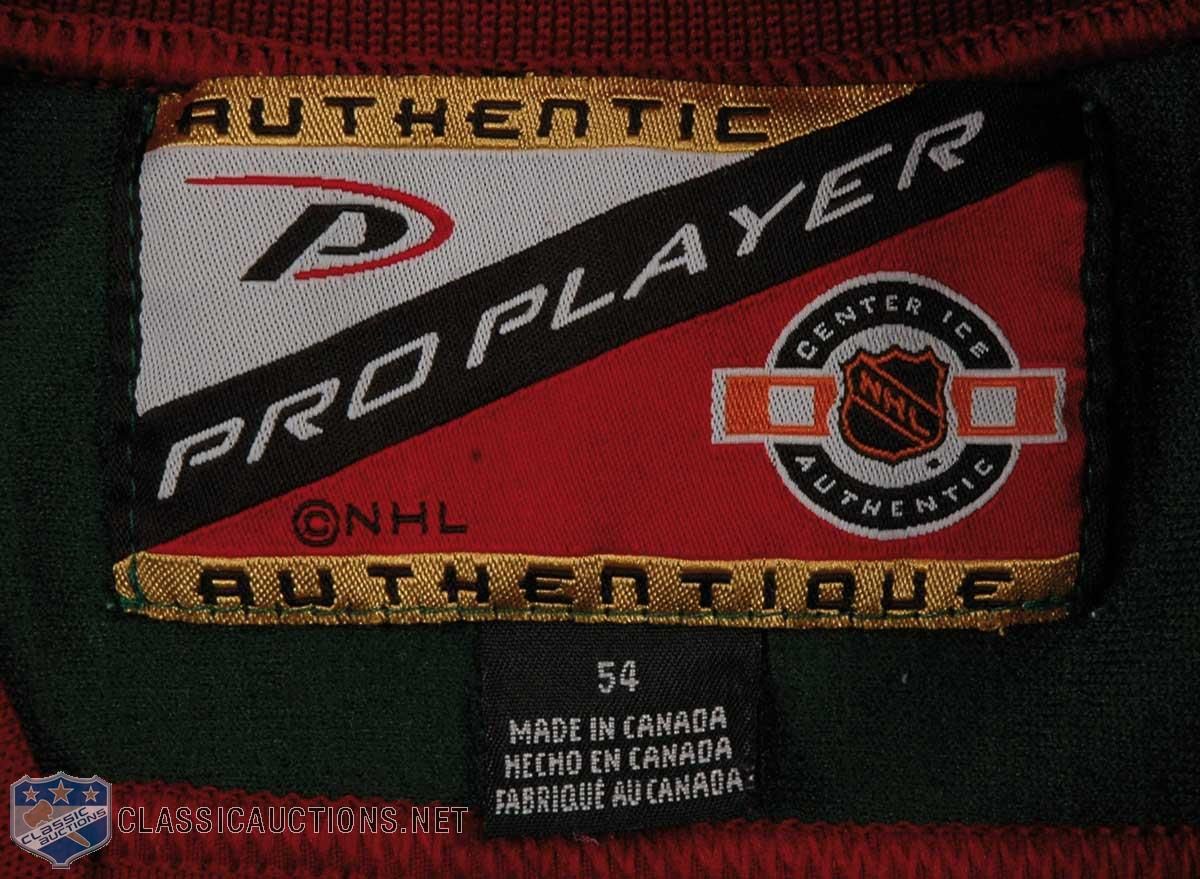 AUTHENTIC
P
PRO PLAYER
CENTER ICE
NHL
AUTHENTIC
©NHL
AUTHENTIQUE
54
MADE IN CANADA
HECHO EN CANADA
FABRIQUÉ AU CANADA
CLASSIC
AUCTIONS
CLASSICAUCTIONS.NET